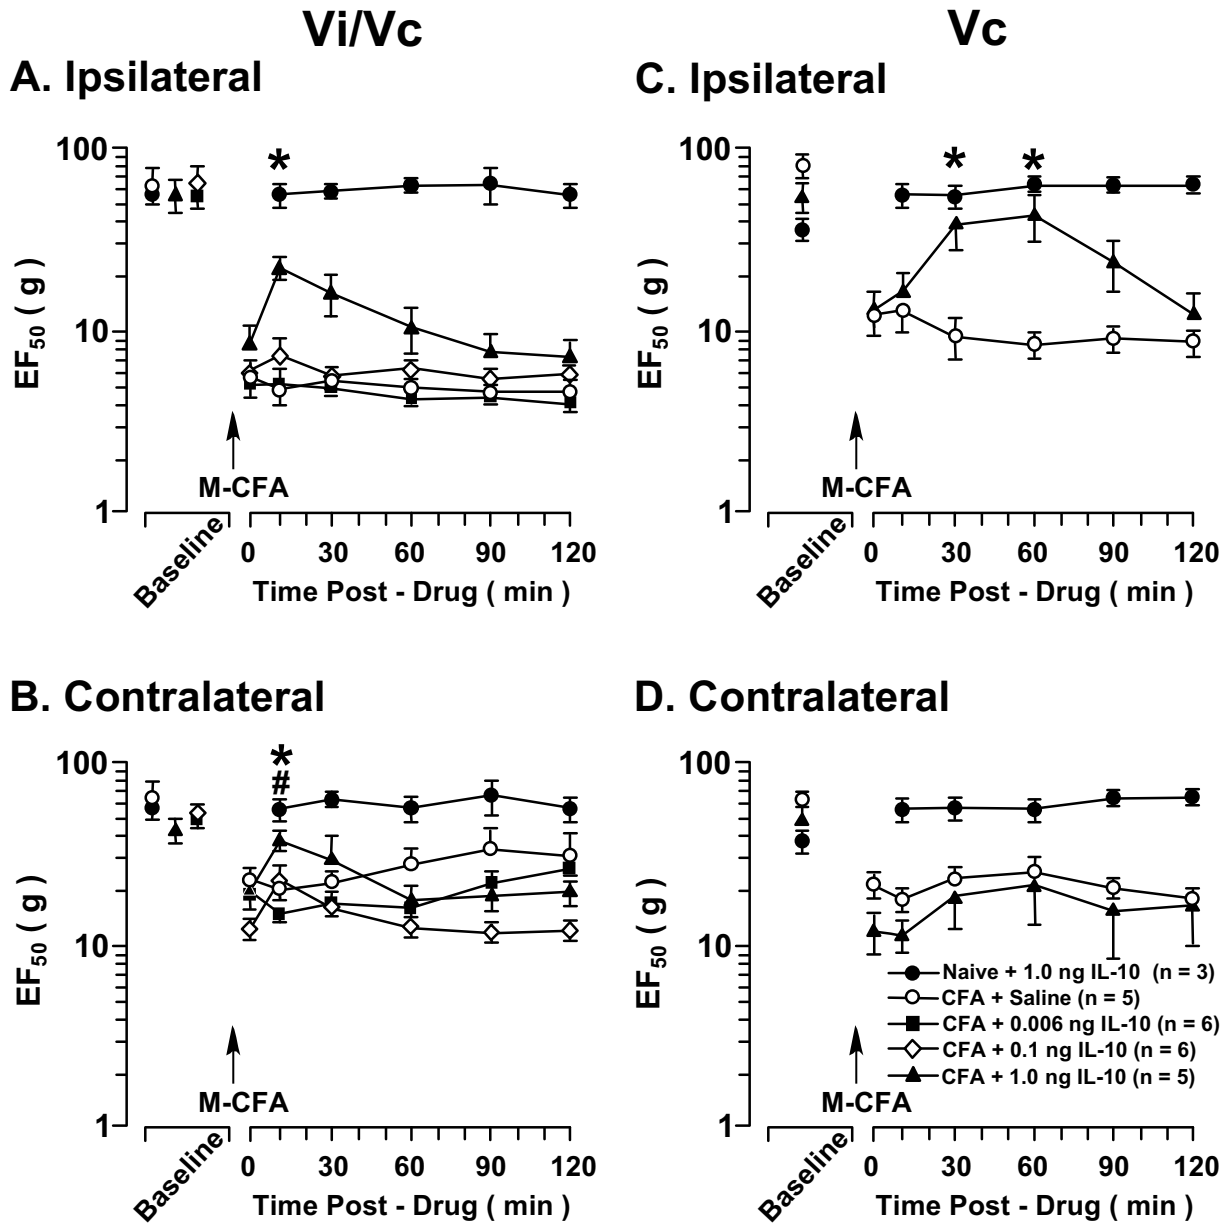 Vi/Vc
Vc
A. Ipsilateral
C. Ipsilateral
*
* *
100
10
1
EF50 ( g )
M-CFA
Baseline
0 30 60 90 120
Time Post - Drug ( min )
100
10
1
EF50 ( g )
M-CFA
Baseline
0 30 60 90 120
Time Post - Drug ( min )
B. Contralateral
D. Contralateral
*
#
100
10
1
EF50 ( g )
M-CFA
Baseline
0 30 60 90 120
Time Post - Drug ( min )
100
10
1
EF50 ( g )
Naive + 1.0 ng IL-10 (n = 3)
CFA + Saline (n = 5)
CFA + 0.006 ng IL-10 (n = 6)
CFA + 0.1 ng IL-10 (n = 6)
CFA + 1.0 ng IL-10 (n = 5)
M-CFA
Baseline
0 30 60 90 120
Time Post - Drug ( min )